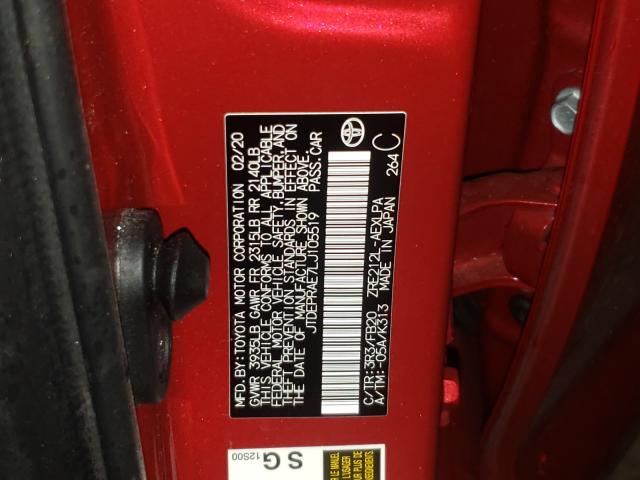 MFD. BY: TOYOTA MOTOR CORPORATION 02/20
GVWR 3935LB GAWR FR 2315LB RR 2140LB
THIS VEHICLE CONFORMS TO ALL APPLICABLE
FEDERAL MOTOR VEHICLE SAFETY, BUMPER, AND
THEFT PREVENTION STANDARDS IN EFFECT ON
THE DATE OF MANUFACTURE SHOWN ABOVE.
JTDEPRAE7LJ105519 PASS. CAR
C/TR: 3R3/FB20 ZRE212L-AEXLPA
A/TM: -05A/K313 MADE IN JAPAN
264 C
SG
12S00